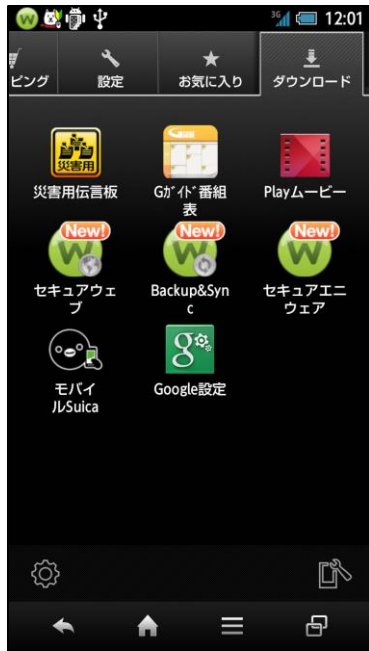 3G 12:01
ピング 設定 お気に入り ダウンロード
災害用
災害用伝言板 Gｶﾞｲﾄﾞ番組 Playムービー
表
New! New! New!
セキュアウェ Backup&Syn セキュアエニ
ブ c ウェア
モバイ Google設定
ルSuica